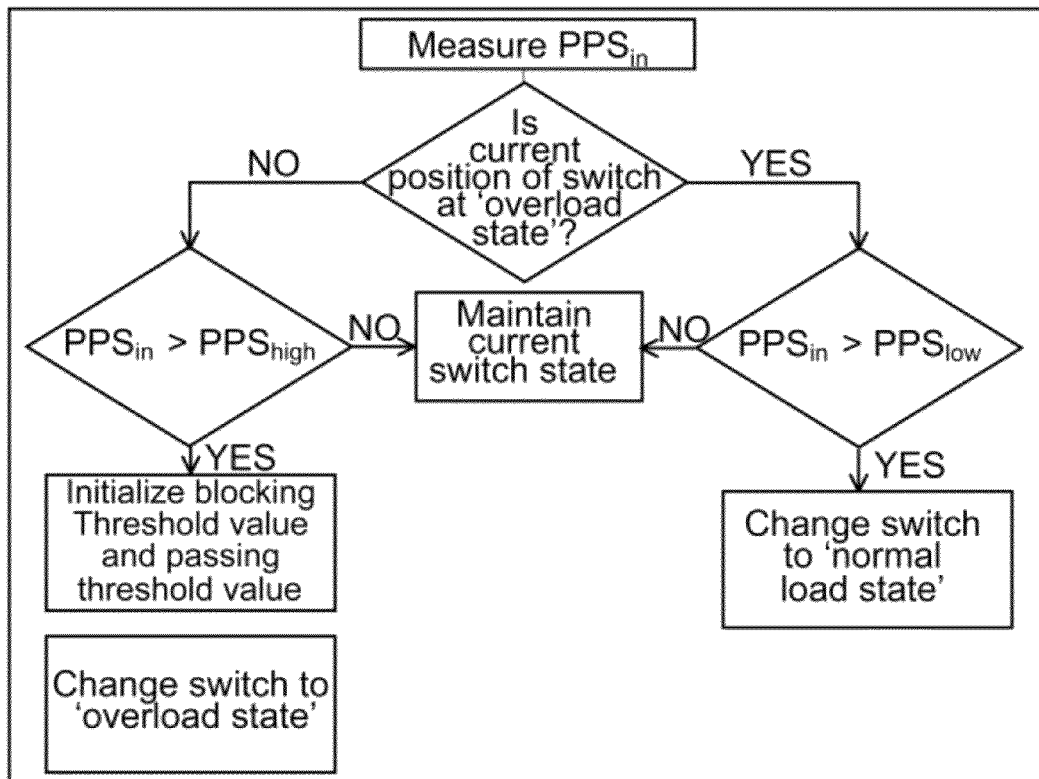 Measure PPSin
Is
current
position of switch
at ‘overload
state’?
NO
YES
PPSin > PPShigh
NO
Maintain
current
switch state
NO
PPSin > PPSlow
YES
Initialize blocking
Threshold value
and passing
threshold value
YES
Change switch
to ‘normal
load state’
Change switch to
‘overload state’